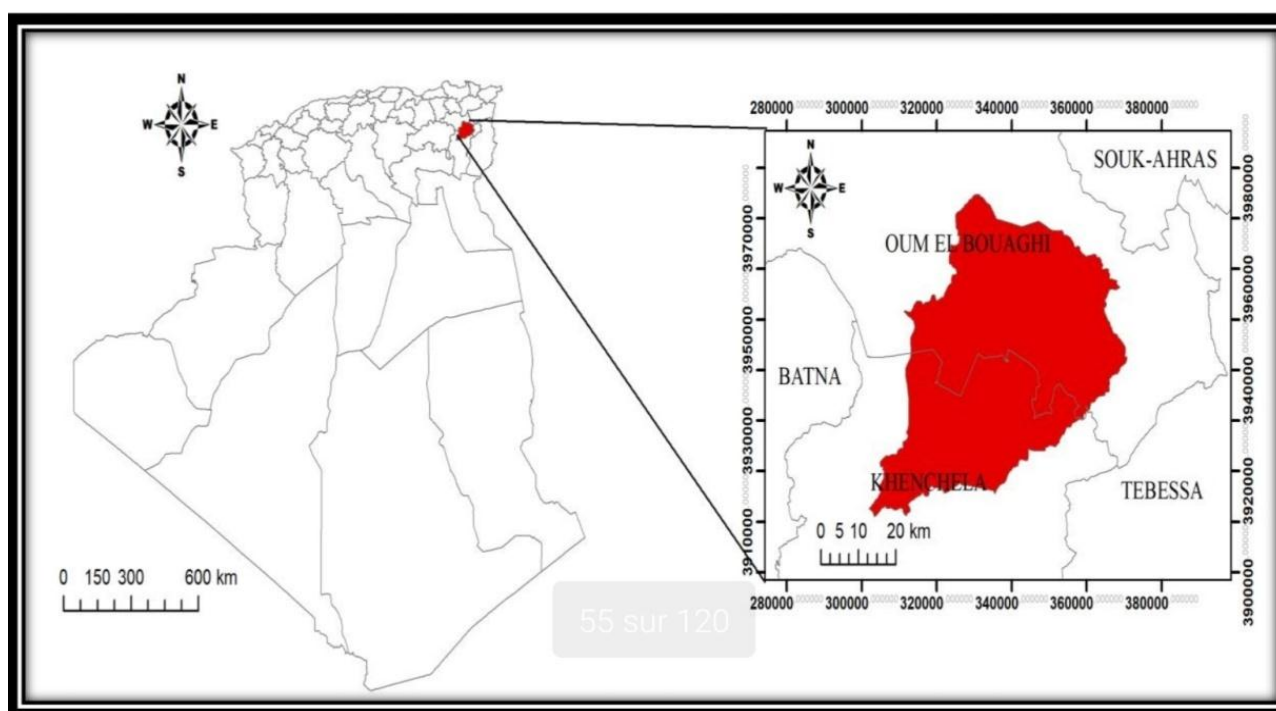 N
W E
S
0 150 300 600 km
280000 300000 320000 340000 360000 380000
N
W E
S
SOUK-AHRAS
OUM EL BOUAGHI
BATNA
KHENCHELA
TEBESSA
0 5 10 20 km
3970000
3950000
3930000
3910000
3980000
3960000
3940000
3920000
3900000
280000 300000 320000 340000 360000 380000
55 sur 120